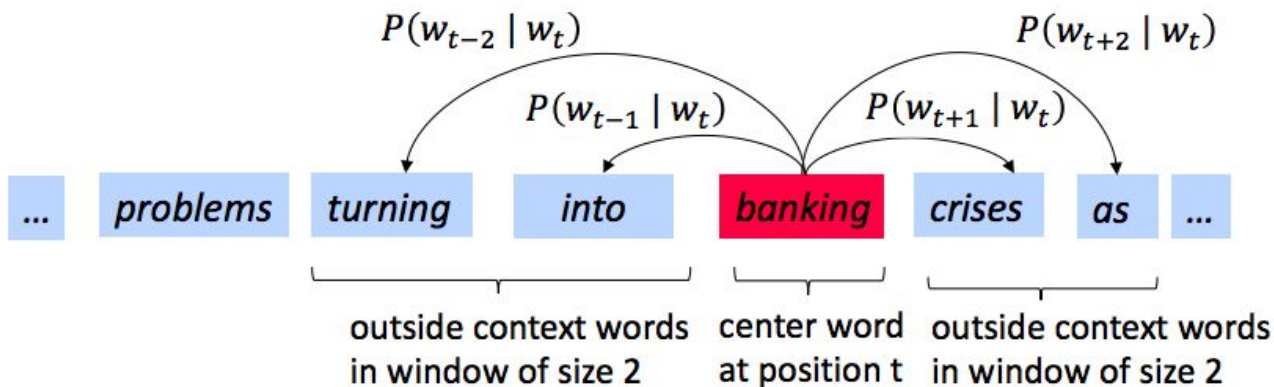 P(w_{t-2} | w_t) P(w_{t+2} | w_t)
P(w_{t-1} | w_t) P(w_{t+1} | w_t)
... problems turning into banking crises as ...
outside context words center word outside context words
in window of size 2 at position t in window of size 2